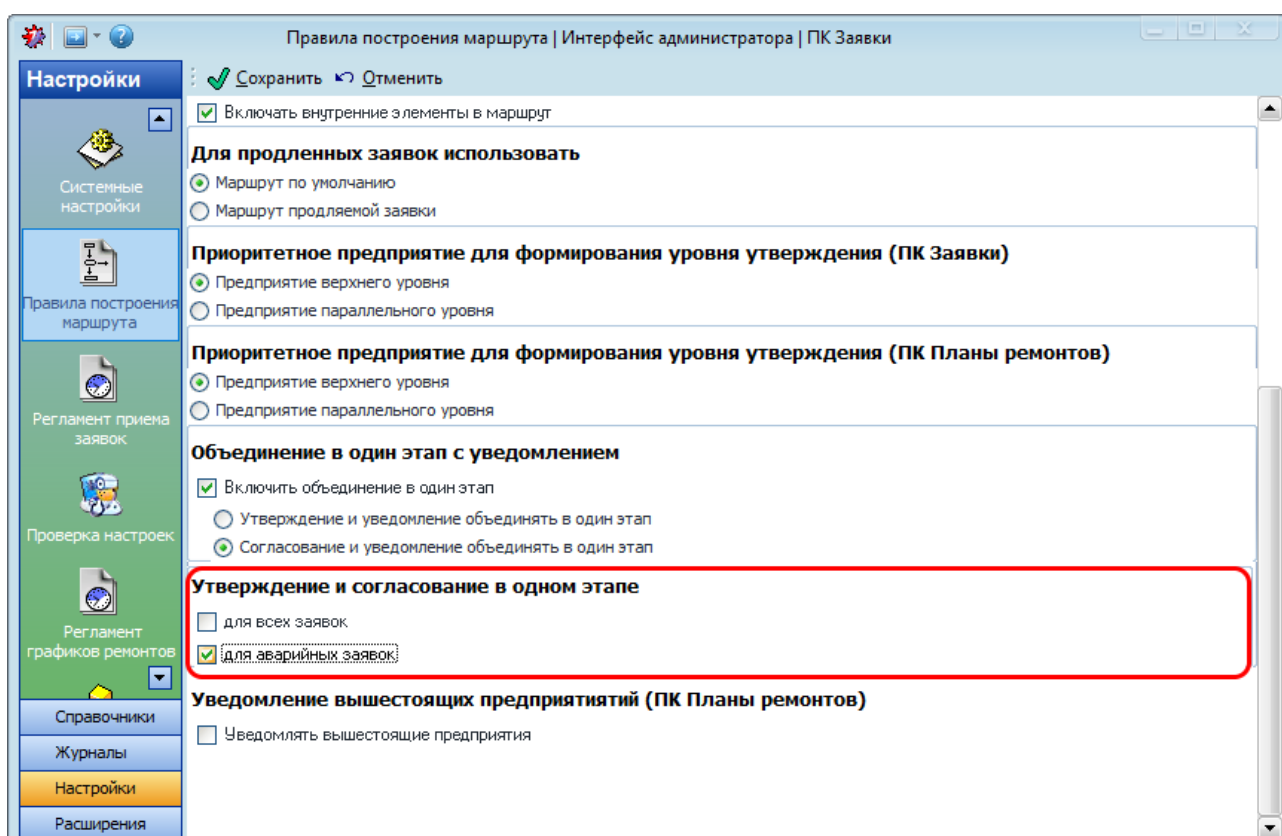 Правила построения маршрута | Интерфейс администратора | ПК Заявки
Настройки
Сохранить Отменить
Системные
настройки
Правила построения
маршрута
Регламент приема
заявок
Проверка настроек
Регламент
графиков ремонтов
Справочники
Журналы
Настройки
Расширения
Включать внутренние элементы в маршрут
Для продленных заявок использовать
Маршрут по умолчанию
Маршрут продляемой заявки
Приоритетное предприятие для формирования уровня утверждения (ПК Заявки)
Предприятие верхнего уровня
Предприятие параллельного уровня
Приоритетное предприятие для формирования уровня утверждения (ПК Планы ремонтов)
Предприятие верхнего уровня
Предприятие параллельного уровня
Объединение в один этап с уведомлением
Включить объединение в один этап
Утверждение и уведомление объединять в один этап
Согласование и уведомление объединять в один этап
Утверждение и согласование в одном этапе
для всех заявок
для аварийных заявок
Уведомление вышестоящих предприятиятий (ПК Планы ремонтов)
Уведомлять вышестоящие предприятия